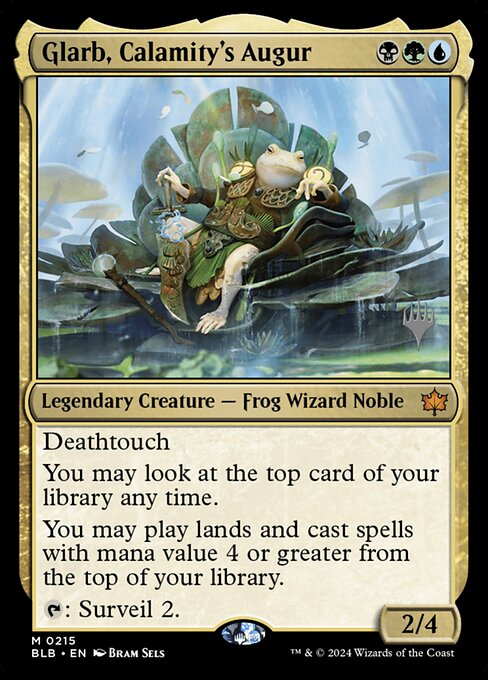 Glarb, Calamity's Augur
Legendary Creature — Frog Wizard Noble
Deathtouch
You may look at the top card of your
library any time.
You may play lands and cast spells
with mana value 4 or greater from
the top of your library.
: Surveil 2.
2/4
M 0215
BLB • EN Bram Sels
™ & © 2024 Wizards of the Coast